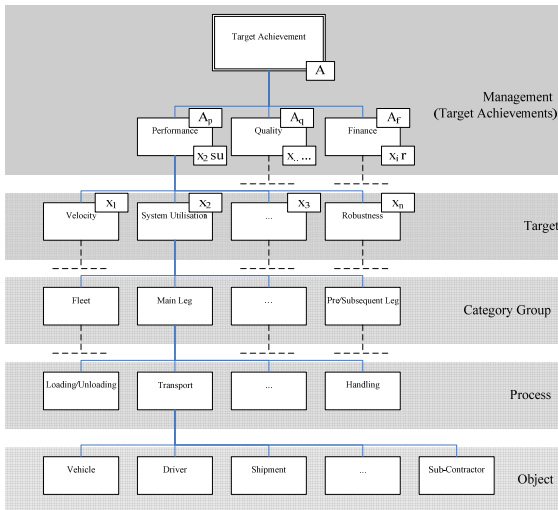 Target Achievement
A
Management
(Target Achievements)
Ap Aq Af
Performance Quality Finance
x2 su x.. ... xi r
x1 x2 x3 xn
Velocity System Utilisation ... Robustness
Target
Fleet Main Leg ... Pre/Subsequent Leg
Category Group
Loading/Unloading Transport ... Handling
Process
Vehicle Driver Shipment ... Sub-Contractor
Object